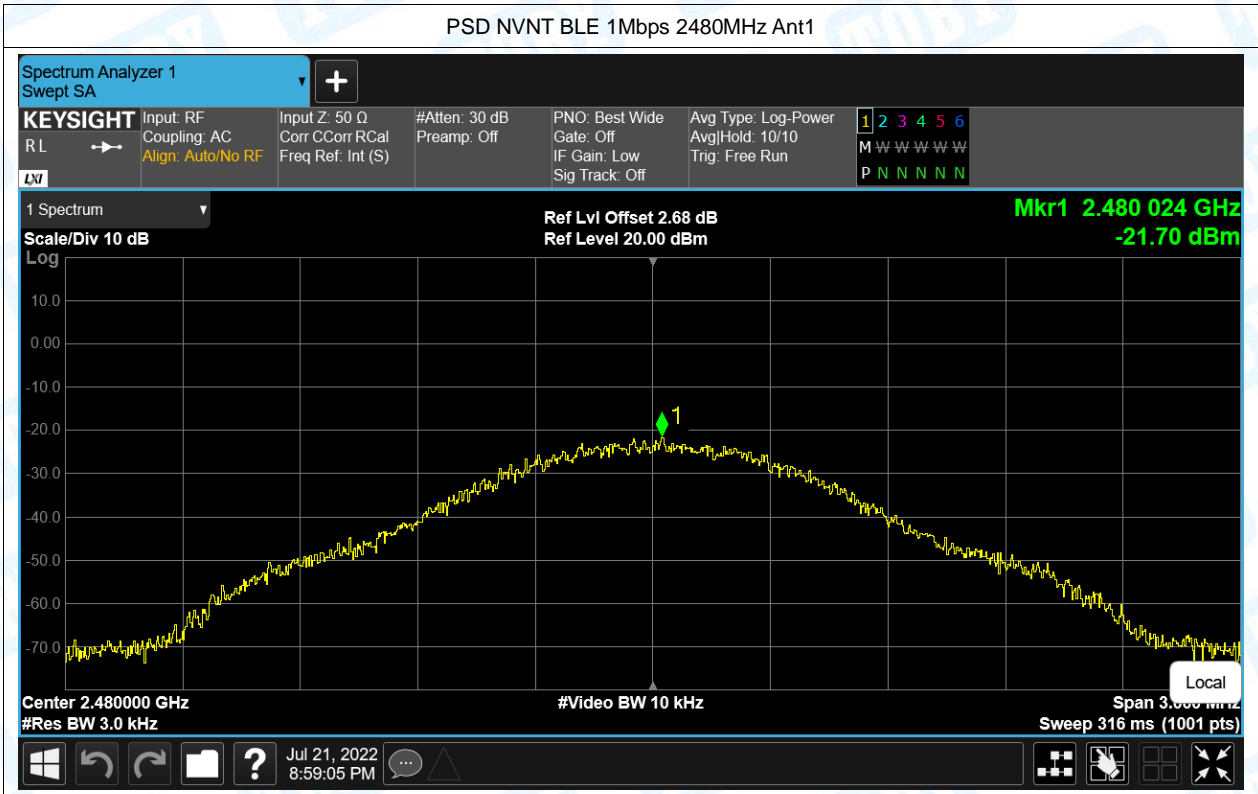 PSD NVNT BLE 1Mbps 2480MHz Ant1
Spectrum Analyzer 1
Swept SA
KEYSIGHT
R L
LXI
Input: RF
Coupling: AC
Align: Auto/No RF
Input Z: 50 Ω
Corr CCorr RCal
Freq Ref: Int (S)
#Atten: 30 dB
Preamp: Off
PNO: Best Wide
Gate: Off
IF Gain: Low
Sig Track: Off
Avg Type: Log-Power
Avg|Hold: 10/10
Trig: Free Run
1 2 3 4 5 6
M W W W W W
P N N N N N
1 Spectrum
Scale/Div 10 dB
Ref Lvl Offset 2.68 dB
Ref Level 20.00 dBm
Mkr1 2.480 024 GHz
-21.70 dBm
Log
10.0
0.00
-10.0
-20.0
-30.0
-40.0
-50.0
-60.0
-70.0
1
Center 2.480000 GHz
#Res BW 3.0 kHz
#Video BW 10 kHz
Local
Span 3.000 MHz
Sweep 316 ms (1001 pts)
?
Jul 21, 2022
8:59:05 PM